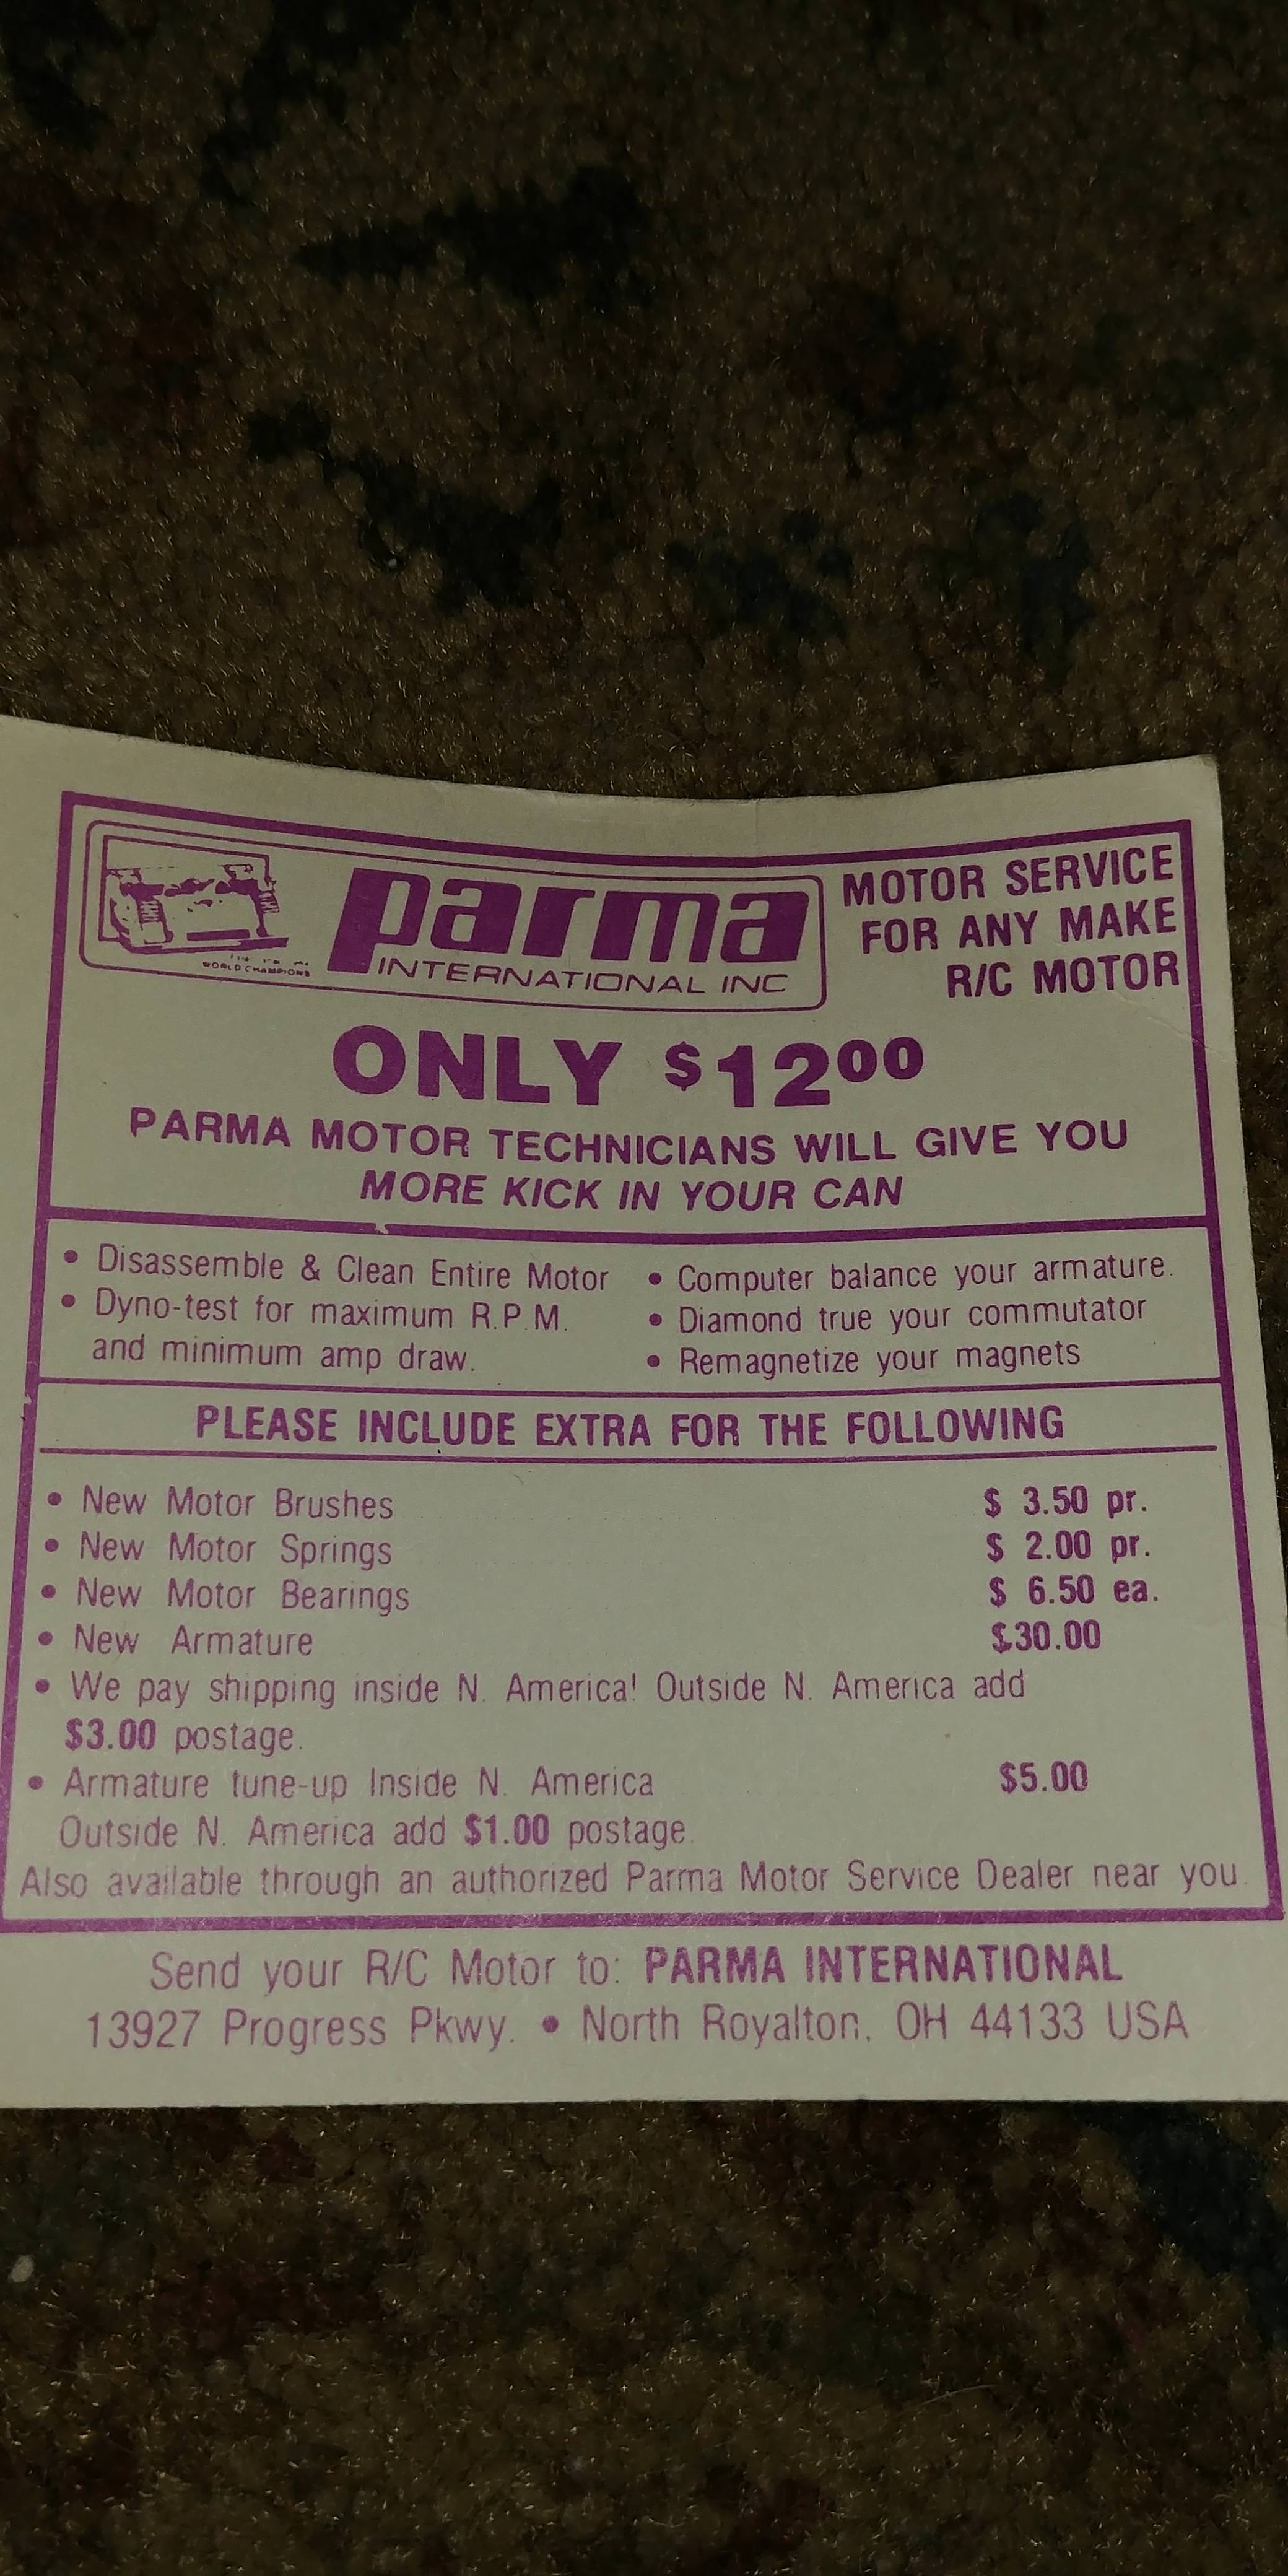 parma
INTERNATIONAL INC
WORLD CHAMPIONS
MOTOR SERVICE
FOR ANY MAKE
R/C MOTOR
ONLY $1200
PARMA MOTOR TECHNICIANS WILL GIVE YOU
MORE KICK IN YOUR CAN
• Disassemble & Clean Entire Motor
• Dyno-test for maximum R.P.M.
and minimum amp draw.
• Computer balance your armature.
• Diamond true your commutator
• Remagnetize your magnets
PLEASE INCLUDE EXTRA FOR THE FOLLOWING
• New Motor Brushes $ 3.50 pr.
• New Motor Springs $ 2.00 pr.
• New Motor Bearings $ 6.50 ea.
• New Armature $30.00
• We pay shipping inside N. America! Outside N. America add
$3.00 postage.
• Armature tune-up Inside N. America $5.00
Outside N. America add $1.00 postage.
Also available through an authorized Parma Motor Service Dealer near you.
Send your R/C Motor to: PARMA INTERNATIONAL
13927 Progress Pkwy. • North Royalton, OH 44133 USA